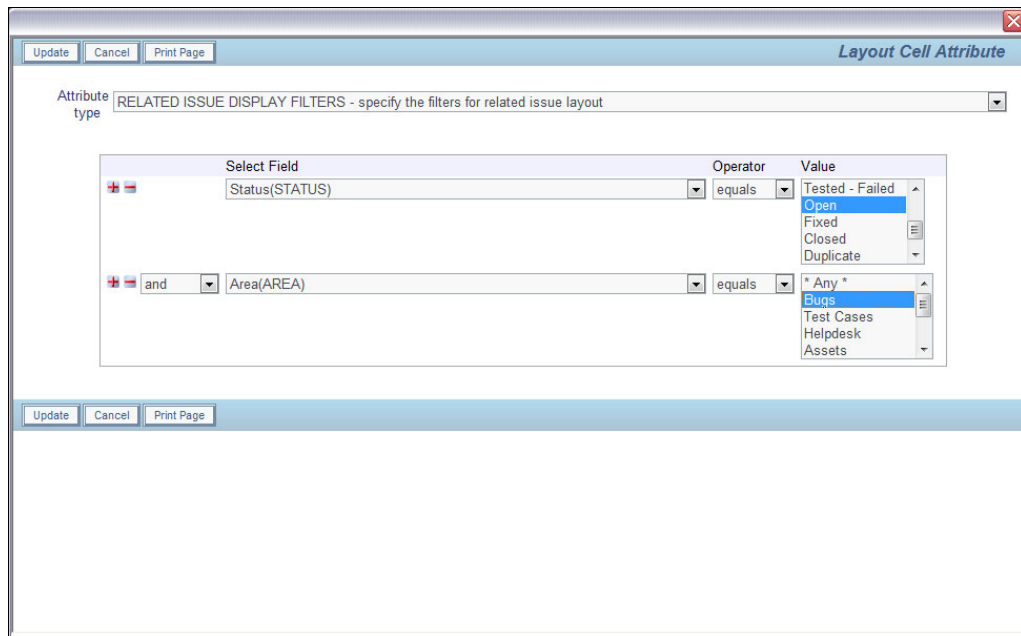 Update Cancel Print Page Layout Cell Attribute
Attribute type RELATED ISSUE DISPLAY FILTERS - specify the filters for related issue layout
Select Field Operator Value
Status(STATUS) equals Tested - Failed
Open
Fixed
Closed
Duplicate
and Area(AREA) equals * Any *
Bugs
Test Cases
Helpdesk
Assets
Update Cancel Print Page